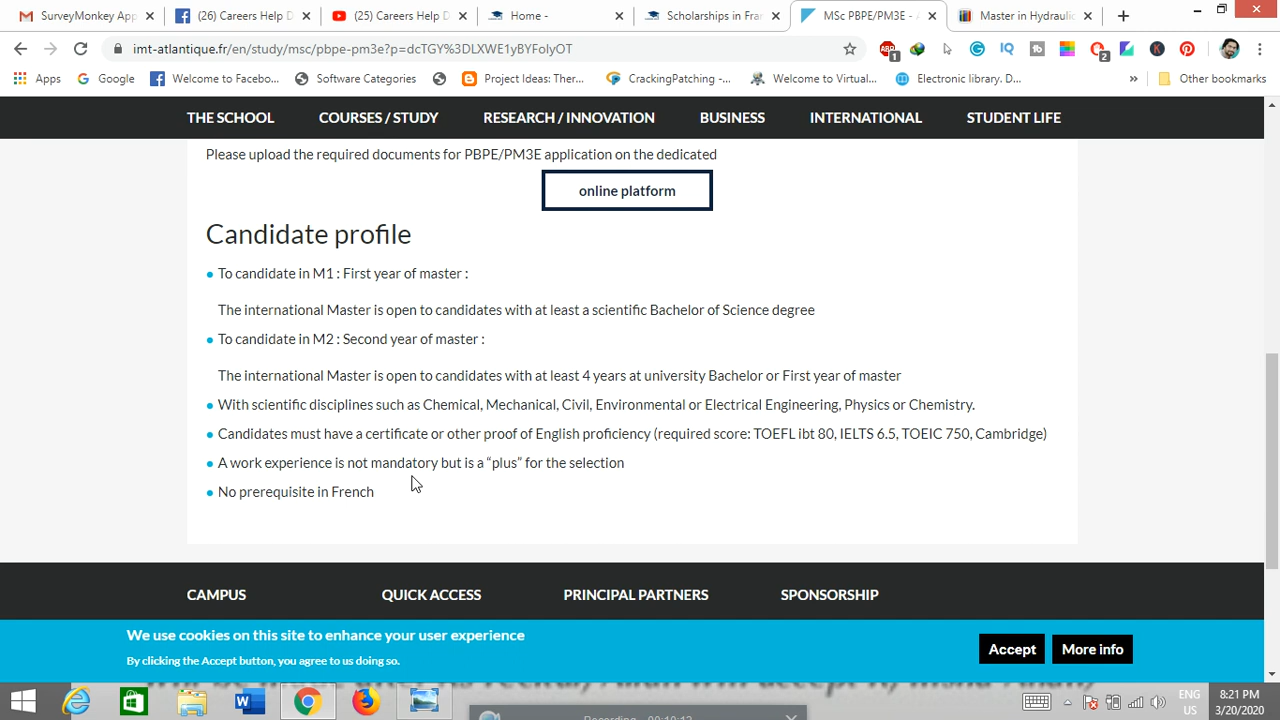 SurveyMonkey App
(26) Careers Help D
(25) Careers Help D
Home -
Scholarships in Fran
MSc PBPE/PM3E - A
Master in Hydraulic
imt-atlantique.fr/en/study/msc/pbpe-pm3e?p=dcTGY%3DLXWE1yBYFolyOT
ABP
1
IQ
2
K
Apps
Google
Welcome to Facebo...
Software Categories
Project Ideas: Ther...
CrackingPatching -...
Welcome to Virtual...
Electronic library. D...
»
Other bookmarks
THE SCHOOL
COURSES / STUDY
RESEARCH / INNOVATION
BUSINESS
INTERNATIONAL
STUDENT LIFE
Please upload the required documents for PBPE/PM3E application on the dedicated
online platform
Candidate profile
To candidate in M1 : First year of master :
The international Master is open to candidates with at least a scientific Bachelor of Science degree
To candidate in M2 : Second year of master :
The international Master is open to candidates with at least 4 years at university Bachelor or First year of master
With scientific disciplines such as Chemical, Mechanical, Civil, Environmental or Electrical Engineering, Physics or Chemistry.
Candidates must have a certificate or other proof of English proficiency (required score: TOEFL ibt 80, IELTS 6.5, TOEIC 750, Cambridge)
A work experience is not mandatory but is a “plus” for the selection
No prerequisite in French
CAMPUS
QUICK ACCESS
PRINCIPAL PARTNERS
SPONSORSHIP
We use cookies on this site to enhance your user experience
By clicking the Accept button, you agree to us doing so.
Accept
More info
ENG
US
8:21 PM
3/20/2020